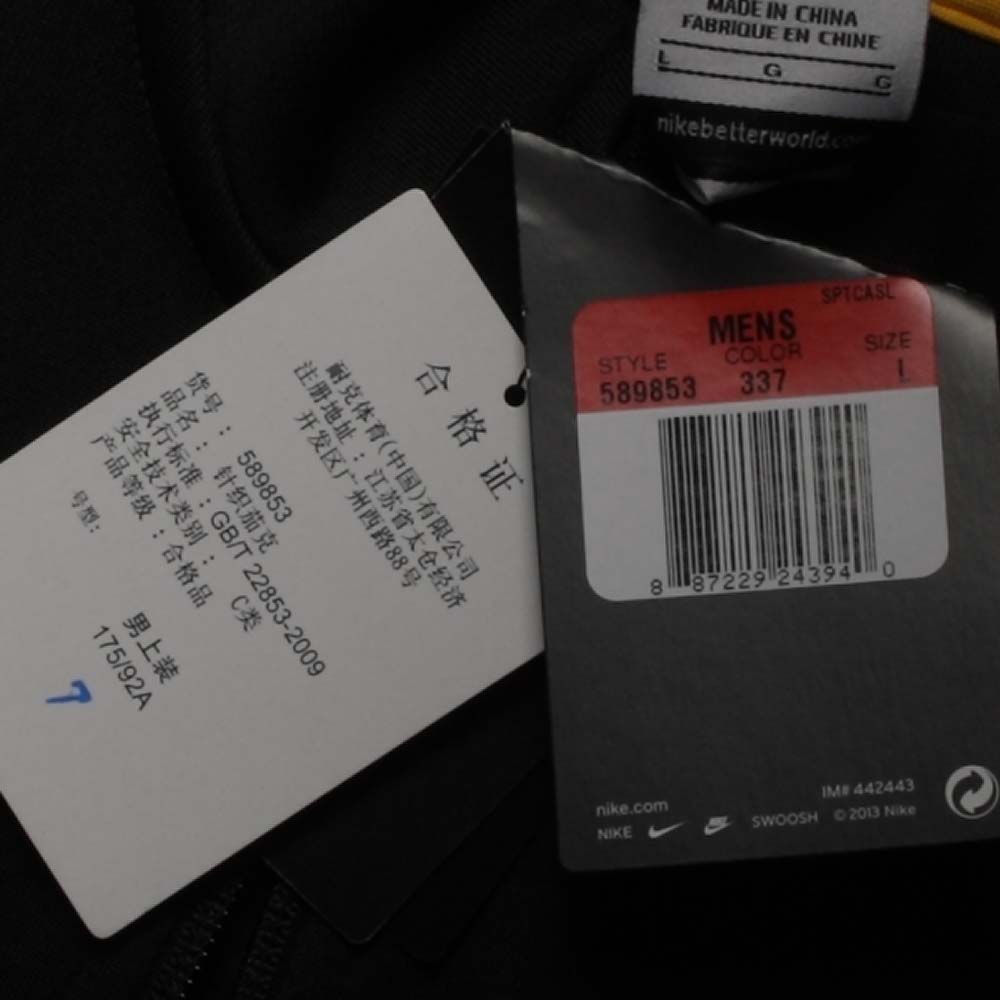 MADE IN CHINA
FABRIQUE EN CHINE
L G G
nikebetterworld.com
合格证
耐克体育(中国)有限公司
注册地址：江苏省太仓经济
开发区广州西路88号
货号：589853
品名：针织茄克
执行标准：GB/T 22853-2009
安全技术类别：C类
产品等级：合格品
号型：
男上装
175/92A
7
SPTCASL
MENS
STYLE COLOR SIZE
589853 337 L
8 87229 24394 0
IM# 442443
nike.com
NIKE SWOOSH © 2013 Nike